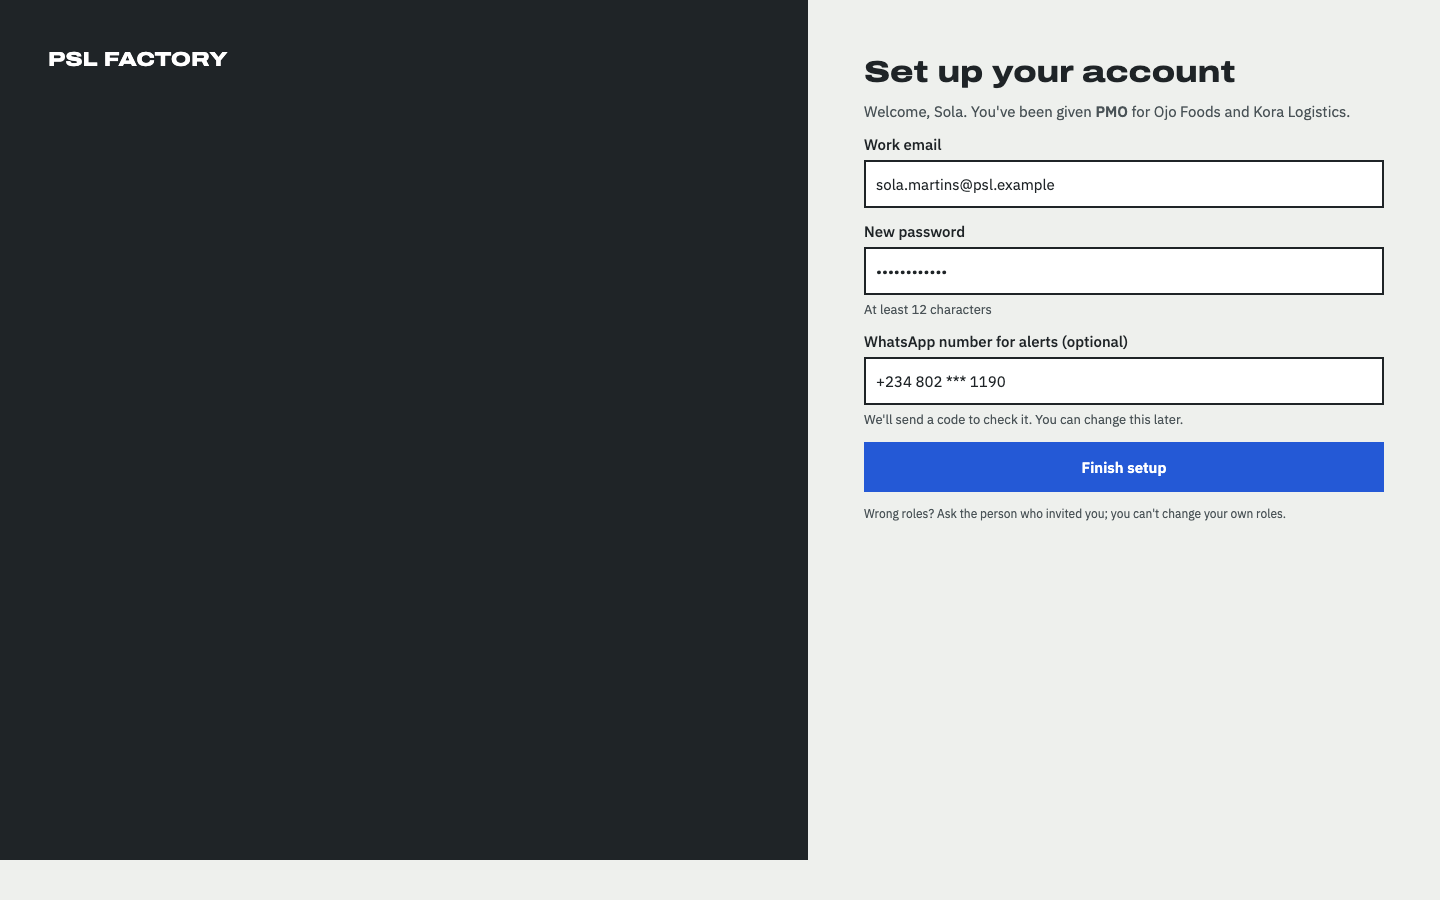 PSL FACTORY
Set up your account
Welcome, Sola. You've been given PMO for Ojo Foods and Kora Logistics.
Work email
sola.martins@psl.example
New password
••••••••••••
At least 12 characters
WhatsApp number for alerts (optional)
+234 802 *** 1190
We'll send a code to check it. You can change this later.
Finish setup
Wrong roles? Ask the person who invited you; you can't change your own roles.